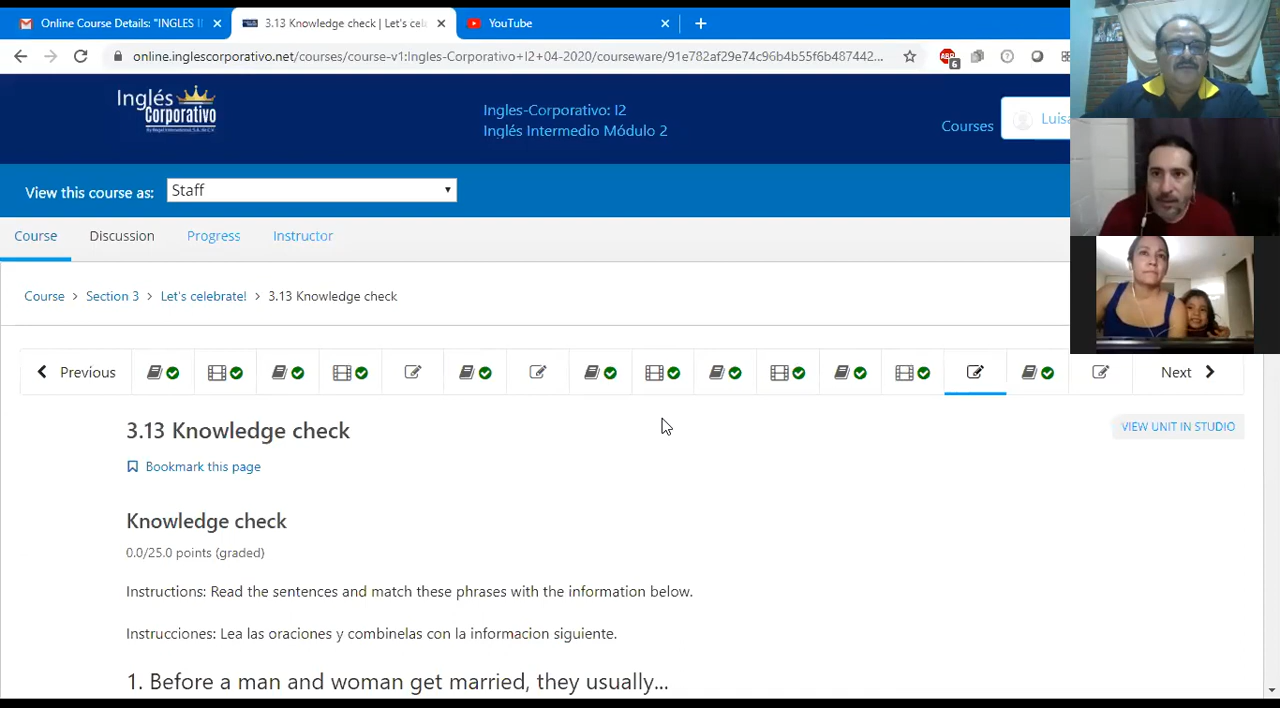 Online Course Details: "INGLES I
3.13 Knowledge check | Let's cel
YouTube
online.inglescorporativo.net/courses/course-v1:Ingles-Corporativo+I2+04-2020/courseware/91e782af29e74c96b4b55f6b487442...
6
Inglés
Corporativo
Ingles-Corporativo: I2
Inglés Intermedio Módulo 2
Courses
Luisa
View this course as:
Staff
Course
Discussion
Progress
Instructor
Course > Section 3 > Let's celebrate! > 3.13 Knowledge check
Previous
Next
3.13 Knowledge check
VIEW UNIT IN STUDIO
Bookmark this page
Knowledge check
0.0/25.0 points (graded)
Instructions: Read the sentences and match these phrases with the information below.
Instrucciones: Lea las oraciones y combinelas con la informacion siguiente.
1. Before a man and woman get married, they usually...